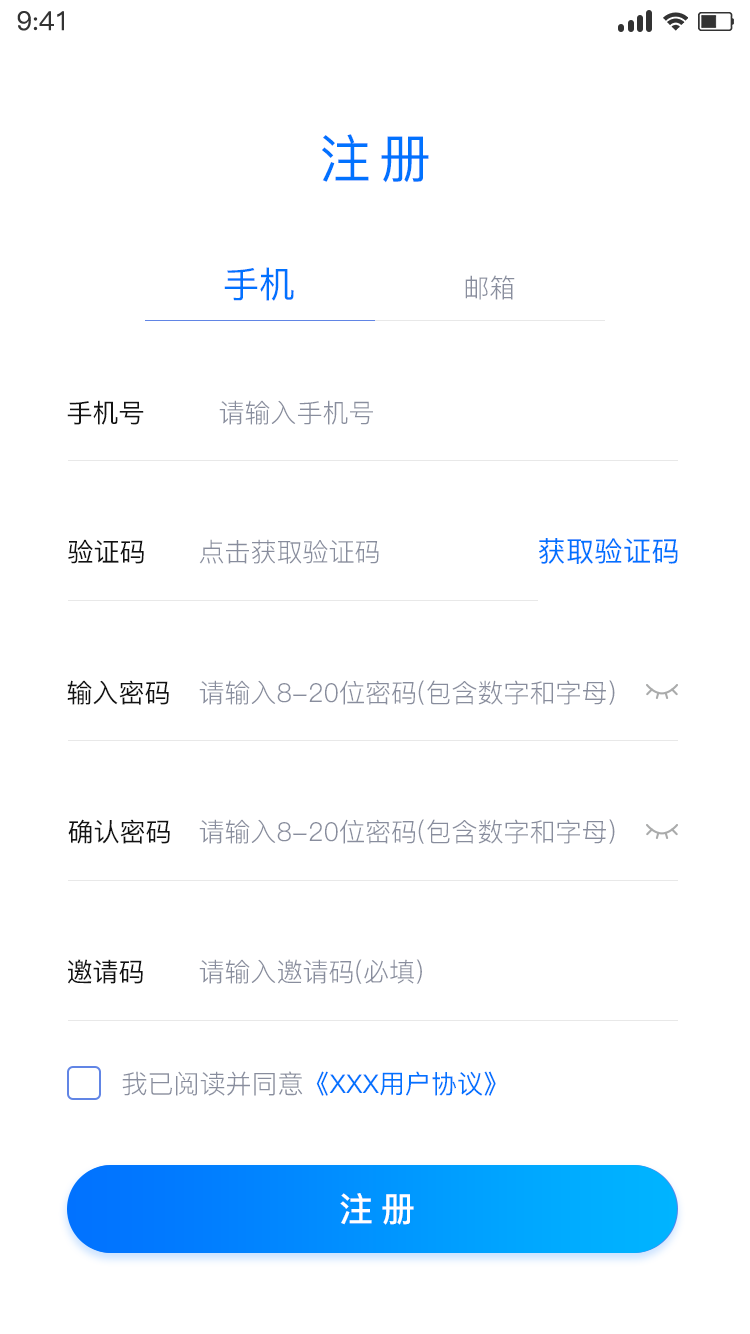 9:41
注册
手机 邮箱
手机号 请输入手机号
验证码 点击获取验证码 获取验证码
输入密码 请输入8-20位密码(包含数字和字母)
确认密码 请输入8-20位密码(包含数字和字母)
邀请码 请输入邀请码(必填)
我已阅读并同意《XXX用户协议》
注册